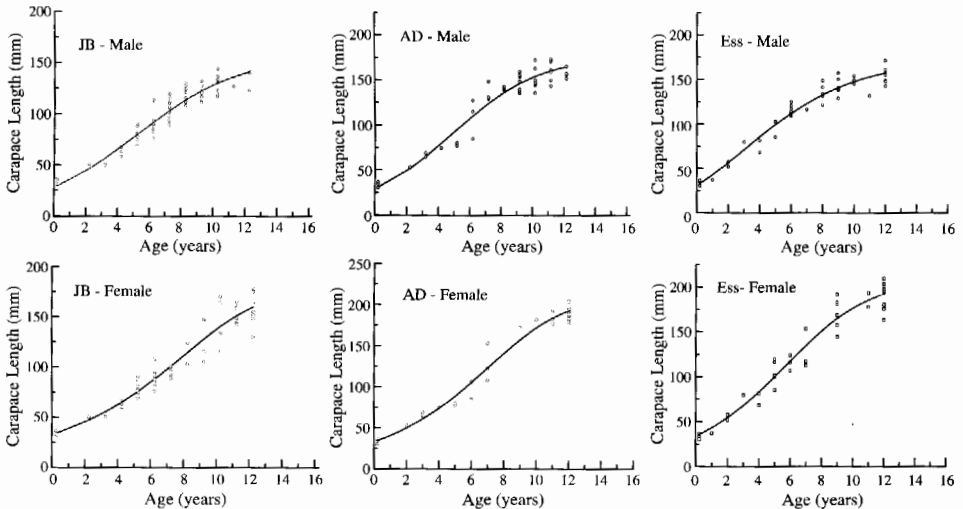 JB - Male
Carapace Length (mm)
200
150
100
50
0
0 2 4 6 8 10 12 14 16
Age (years)
AD - Male
Carapace Length (mm)
200
150
100
50
0
0 2 4 6 8 10 12 14 16
Age (years)
Ess - Male
Carapace Length (mm)
200
150
100
50
0
0 2 4 6 8 10 12 14 16
Age (years)
JB - Female
Carapace Length (mm)
200
150
100
50
0
0 2 4 6 8 10 12 14 16
Age (years)
AD - Female
Carapace Length (mm)
250
200
150
100
50
0
0 2 4 6 8 10 12 14 16
Age (years)
Ess- Female
Carapace Length (mm)
200
150
100
50
0
0 2 4 6 8 10 12 14 16
Age (years)